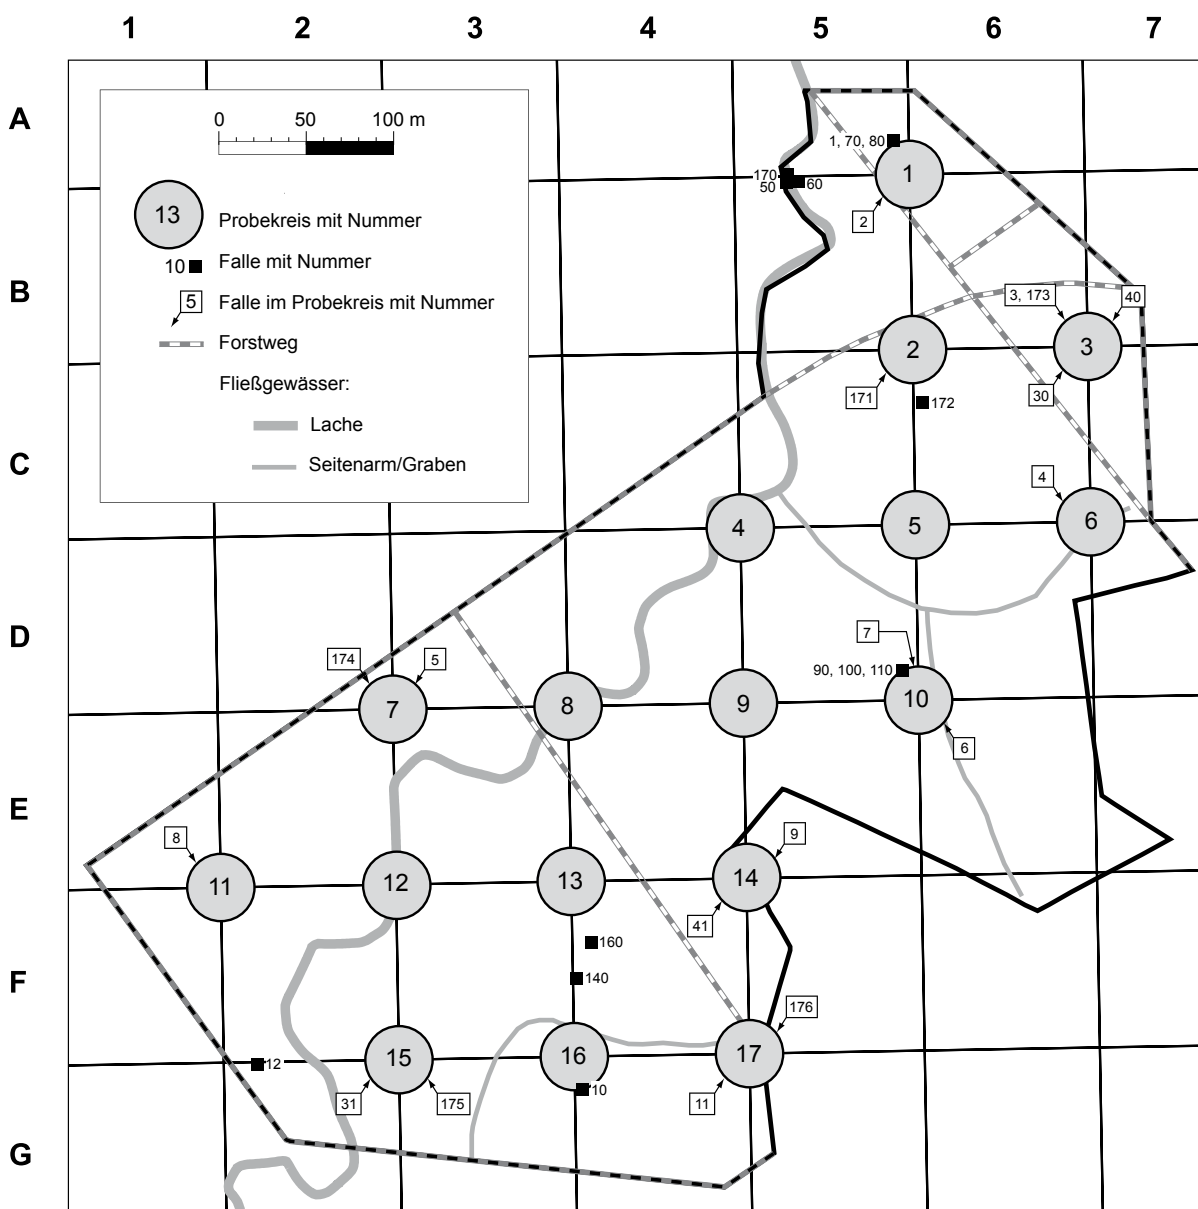 1 2 3 4 5 6 7
A
0 50 100 m
1, 70, 80
1
170
50 60
13
Probekreis mit Nummer
2
10 Falle mit Nummer
B
5 Falle im Probekreis mit Nummer
3, 173
40
Forstweg
2
3
Fließgewässer:
171
172
30
Lache
C
Seitenarm/Graben
4
4
5
6
D
7
174
5
90, 100, 110
7
8
9
10
6
E
8
9
11
12
13
14
41
160
F
140
176
12
15
16
17
31
175
10
11
G